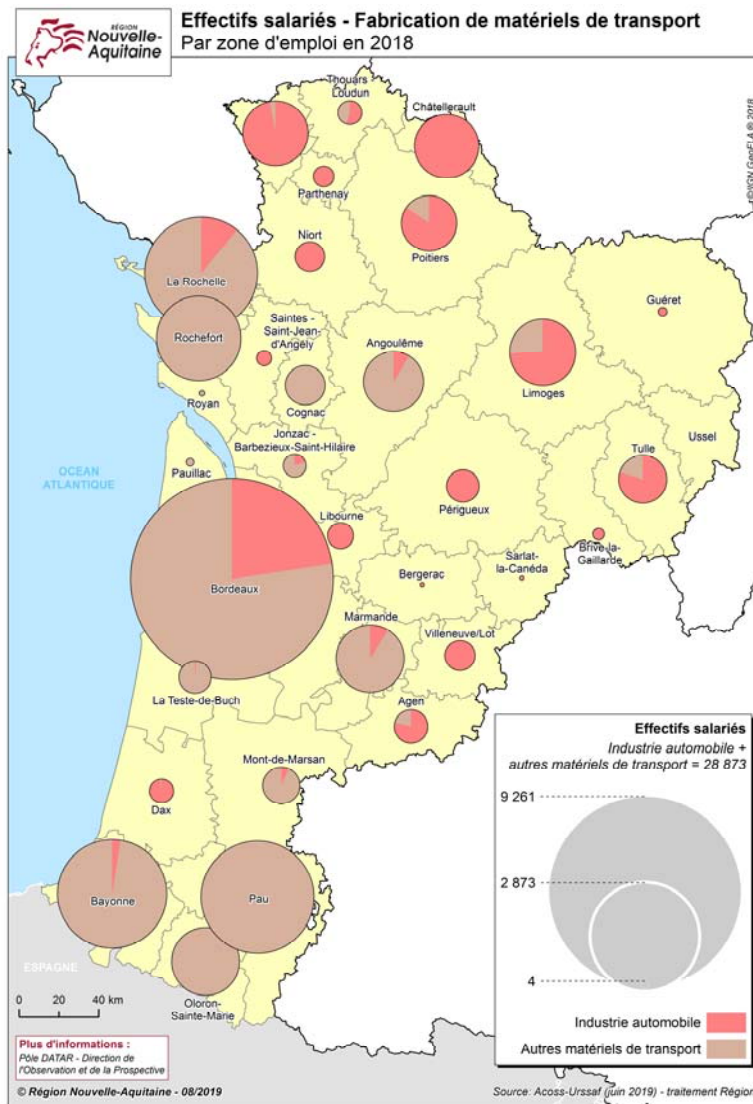 RÉGION
Nouvelle-
Aquitaine
Effectifs salariés - Fabrication de matériels de transport
Par zone d'emploi en 2018
Thouars -
Loudun
Châtellerault
Parthenay
Niort
Poitiers
La Rochelle
Rochefort
Saintes -
Saint-Jean-
d'Angély
Angoulême
Guéret
Limoges
Royan
Cognac
Jonzac -
Barbezieux-Saint-Hilaire
Pauillac
OCEAN
ATLANTIQUE
Tulle
Ussel
Périgueux
Libourne
Brive-la-
Gaillarde
Bordeaux
Bergerac
Sarlat-
la-Canéda
Marmande
Villeneuve/Lot
La Teste-de-Buch
Agen
Mont-de-Marsan
Dax
Bayonne
Pau
ESPAGNE
Oloron-
Sainte-Marie
0 20 40 km
Effectifs salariés
Industrie automobile +
autres matériels de transport = 28 873
9 261
2 873
4
Industrie automobile
Autres matériels de transport
Plus d'informations :
Pôle DATAR - Direction de
l'Observation et de la Prospective
© Région Nouvelle-Aquitaine - 08/2019
Source: Acoss-Urssaf (juin 2019) - traitement Région